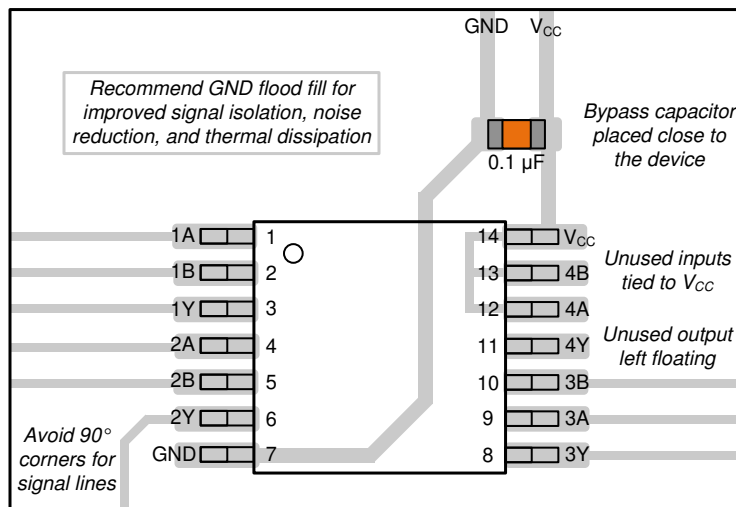 GND VCC
Recommend GND flood fill for
improved signal isolation, noise
reduction, and thermal dissipation
Bypass capacitor
placed close to
the device
0.1 µF
1A 1 14 VCC
1B 2 13 4B
1Y 3 12 4A
2A 4 11 4Y
2B 5 10 3B
2Y 6 9 3A
GND 7 8 3Y
Unused inputs
tied to VCC
Unused output
left floating
Avoid 90°
corners for
signal lines